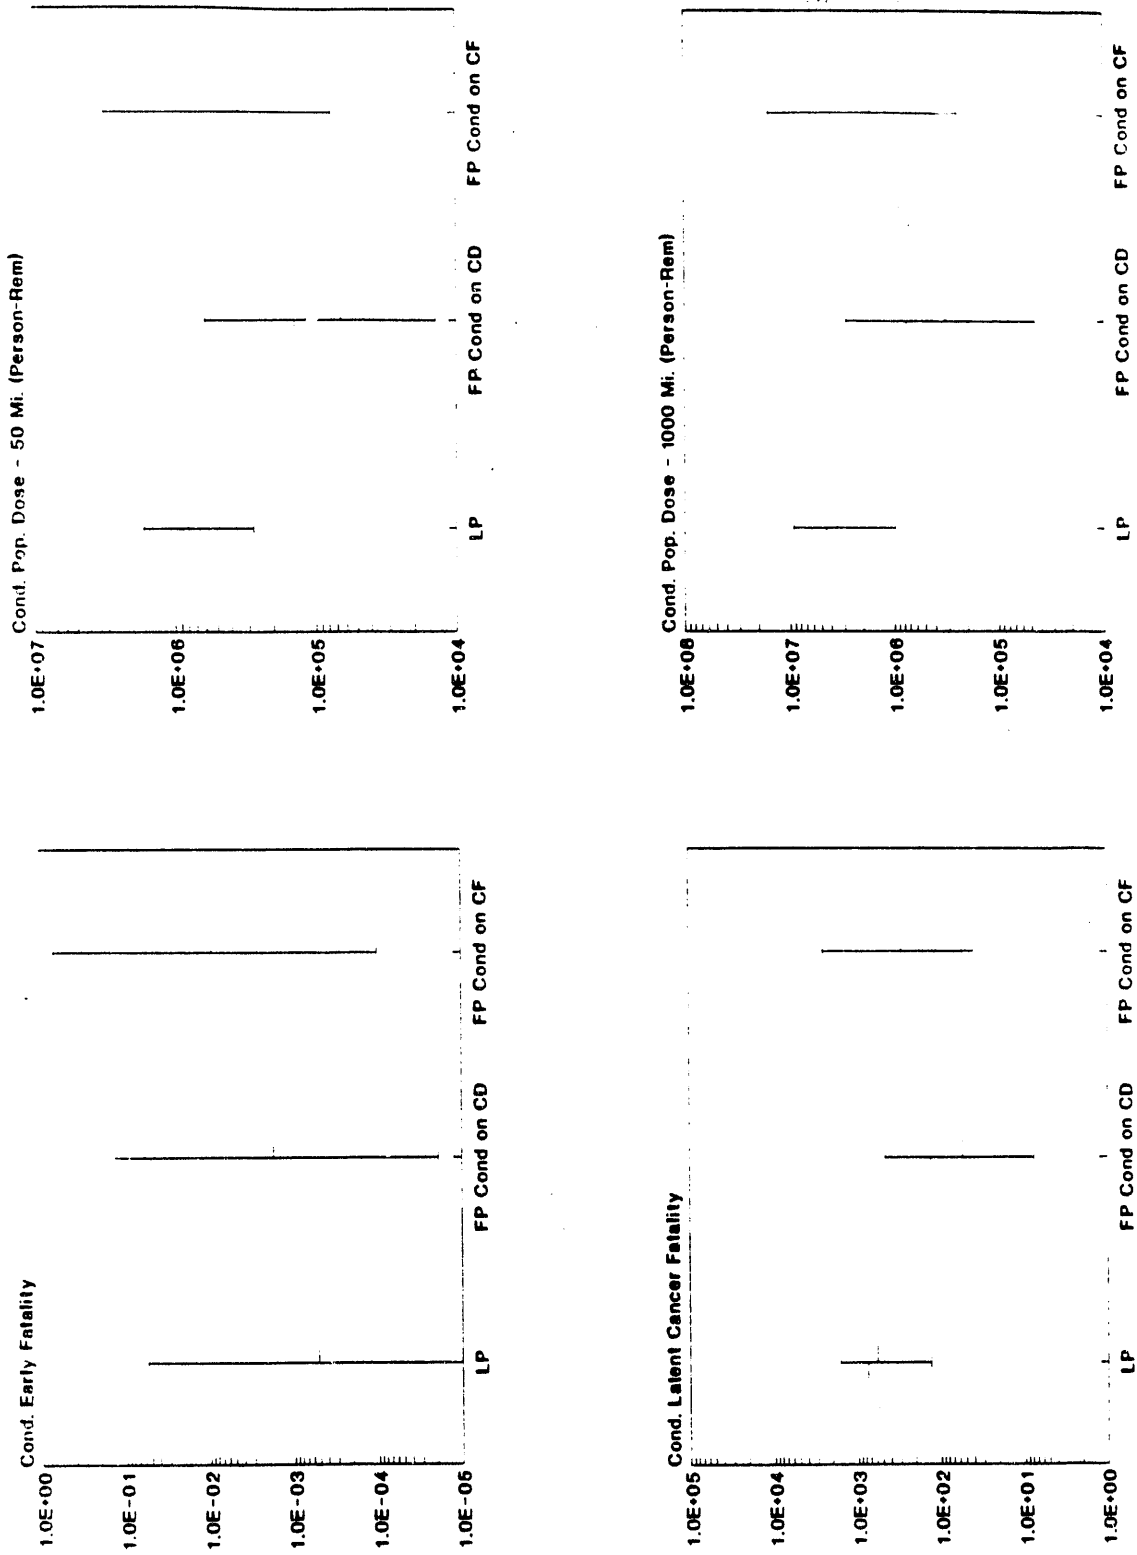 Cond. Early Fatality
1.0E+00
1.0E-01
1.0E-02
1.0E-03
1.0E-04
1.0E-05
LP
FP Cond on CD
FP Cond on CF
Cond. Pop. Dose - 50 Mi. (Person-Rem)
1.0E+07
1.0E+06
1.0E+05
1.0E+04
LP
FP Cond on CD
FP Cond on CF
Cond. Latent Cancer Fatality
1.0E+05
1.0E+04
1.0E+03
1.0E+02
1.0E+01
1.0E+00
LP
FP Cond on CD
FP Cond on CF
Cond. Pop. Dose - 1000 Mi. (Person-Rem)
1.0E+08
1.0E+07
1.0E+06
1.0E+05
1.0E+04
LP
FP Cond on CD
FP Cond on CF